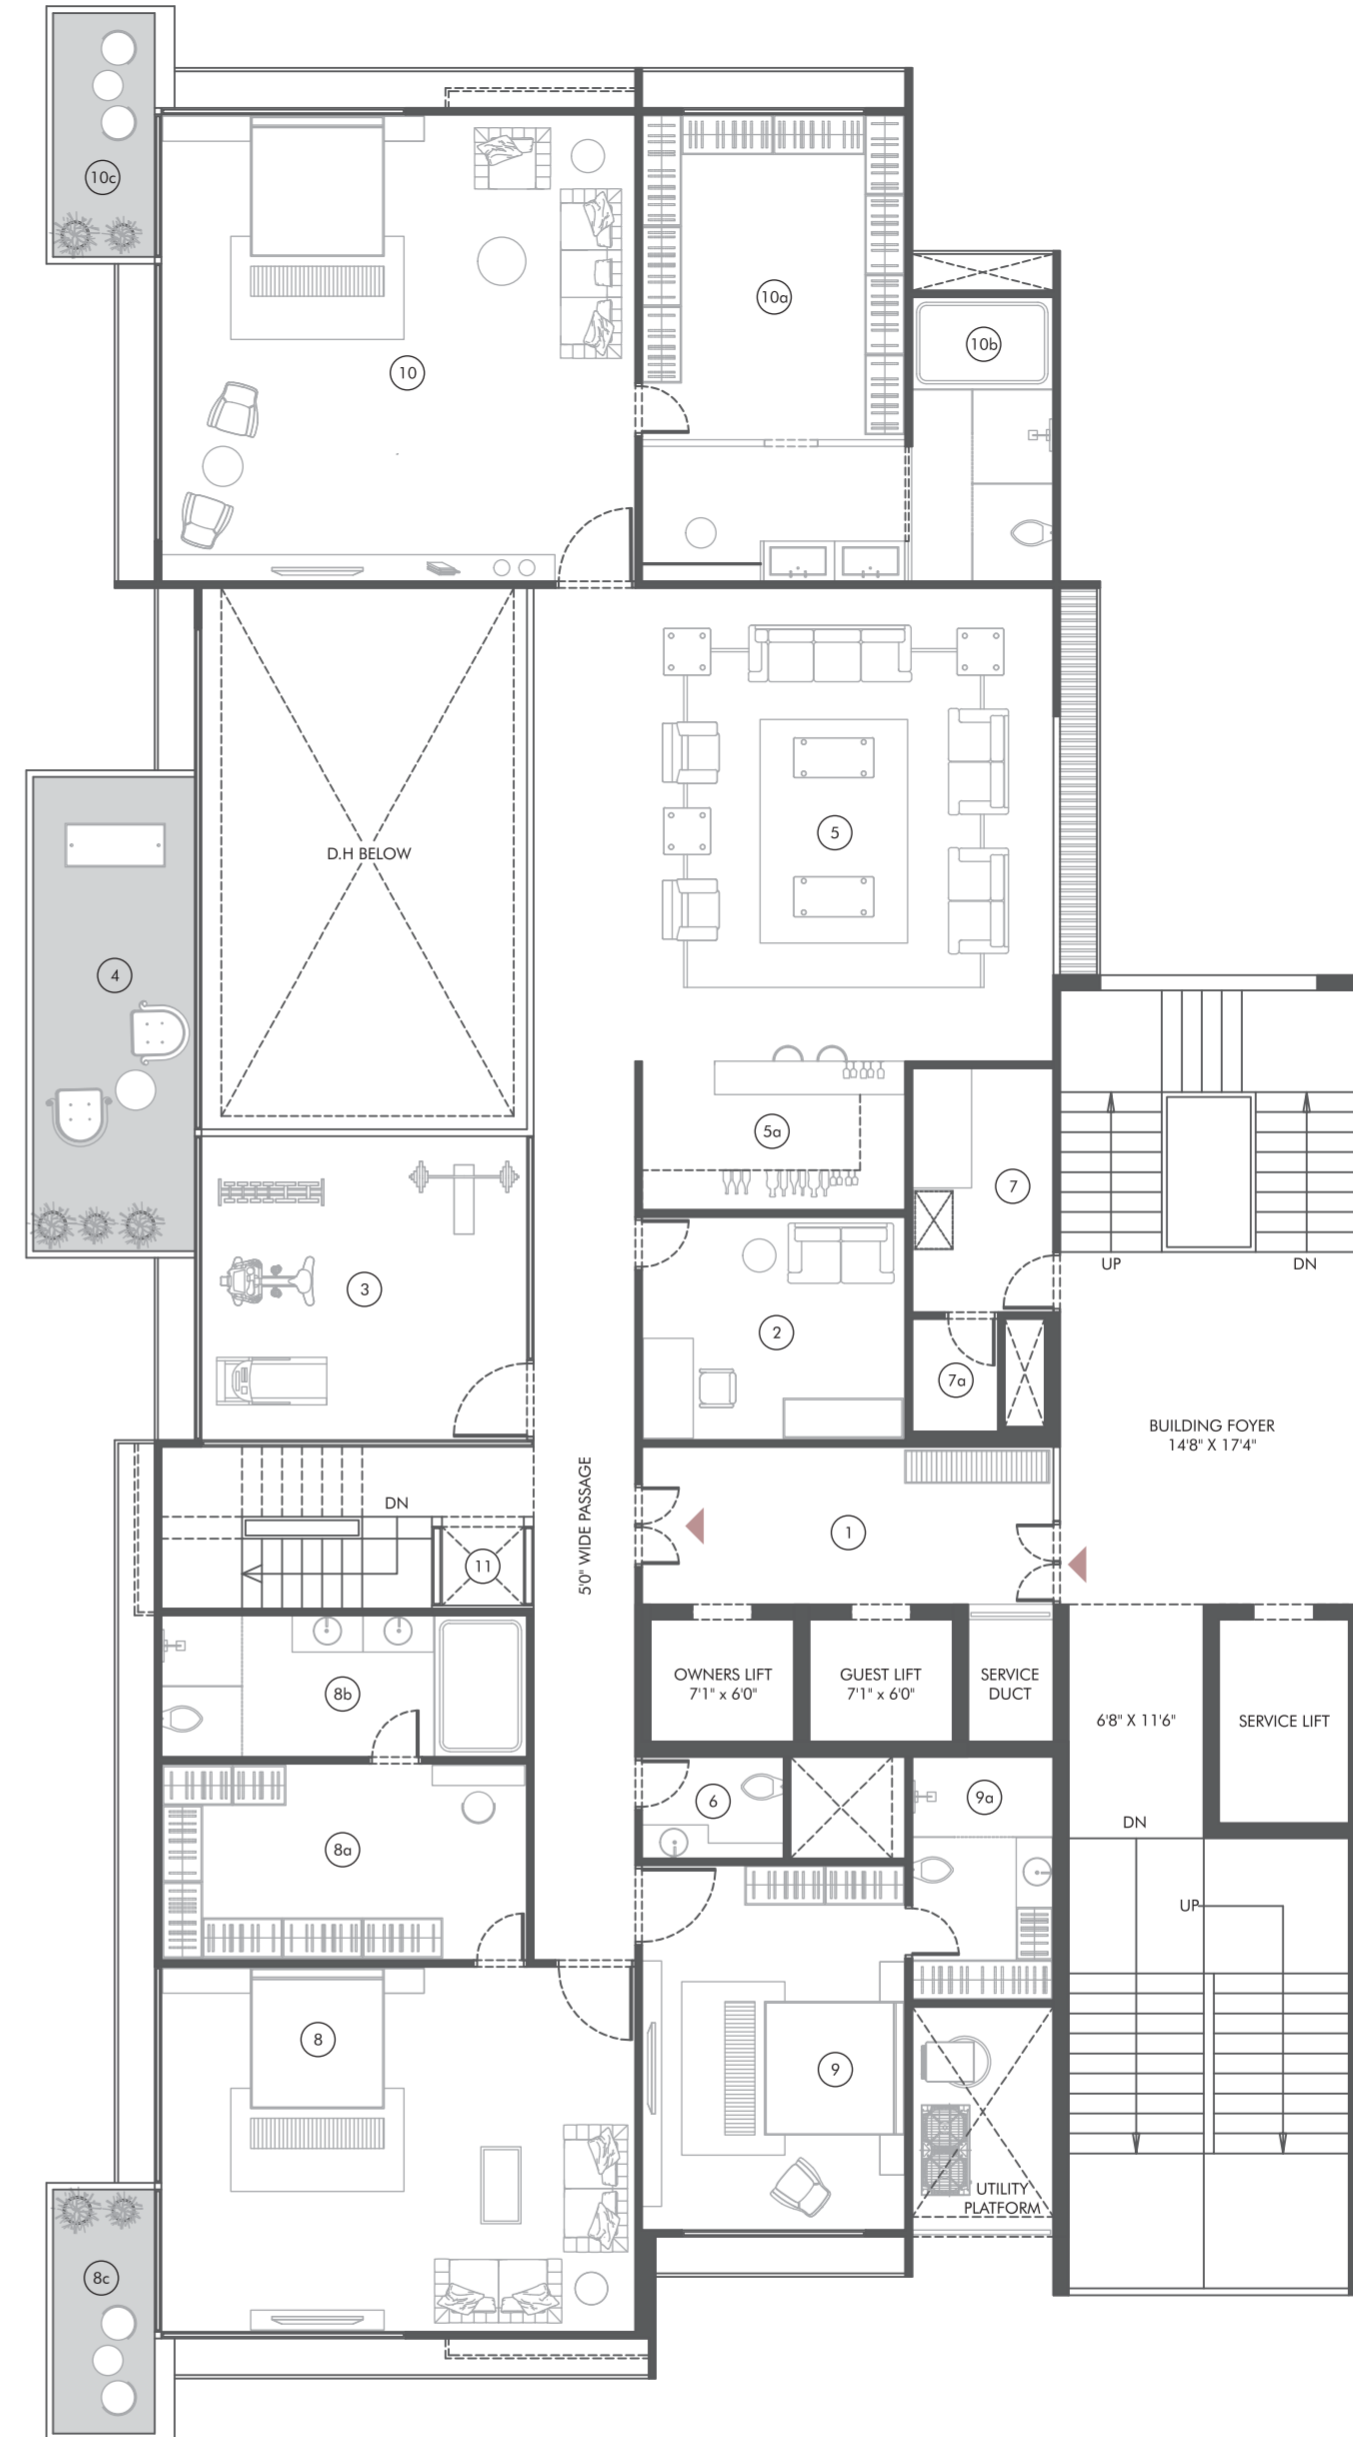 10c
10
10a
10b
D.H BELOW
5
4
5a
7
UP
DN
3
2
7a
BUILDING FOYER
14'8" X 17'4"
DN
5'0" WIDE PASSAGE
1
11
OWNERS LIFT
7'1" x 6'0"
GUEST LIFT
7'1" x 6'0"
SERVICE
DUCT
8b
6'8" X 11'6"
SERVICE LIFT
6
9a
DN
8a
UP
8
9
UTILITY
PLATFORM
8c